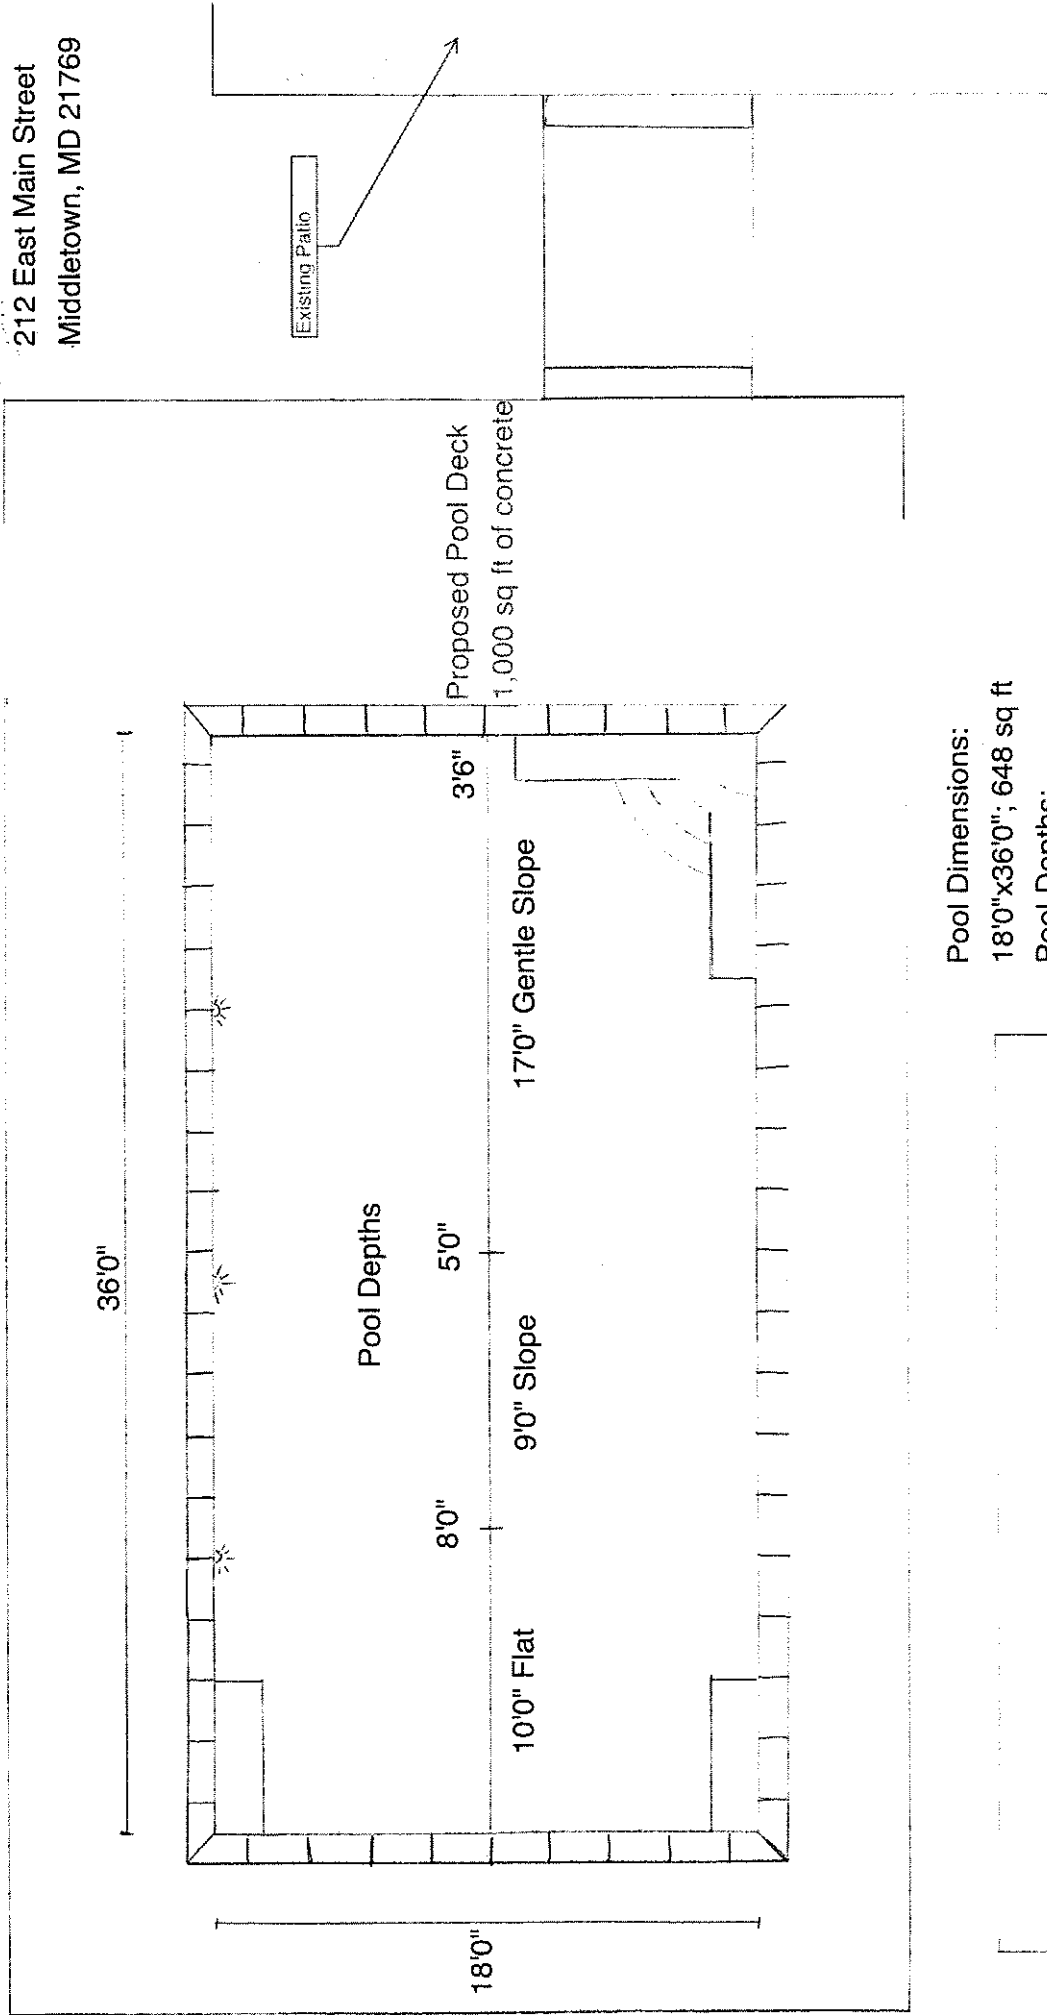 212 East Main Street
Middletown, MD 21769
Existing Patio
Proposed Pool Deck
1,000 sq ft of concrete
36'0"
18'0"
Pool Depths
3'6"
5'0"
8'0"
17'0" Gentle Slope
9'0" Slope
10'0" Flat
Pool Dimensions:
18'0"x36'0"; 648 sq ft
Pool Depths: